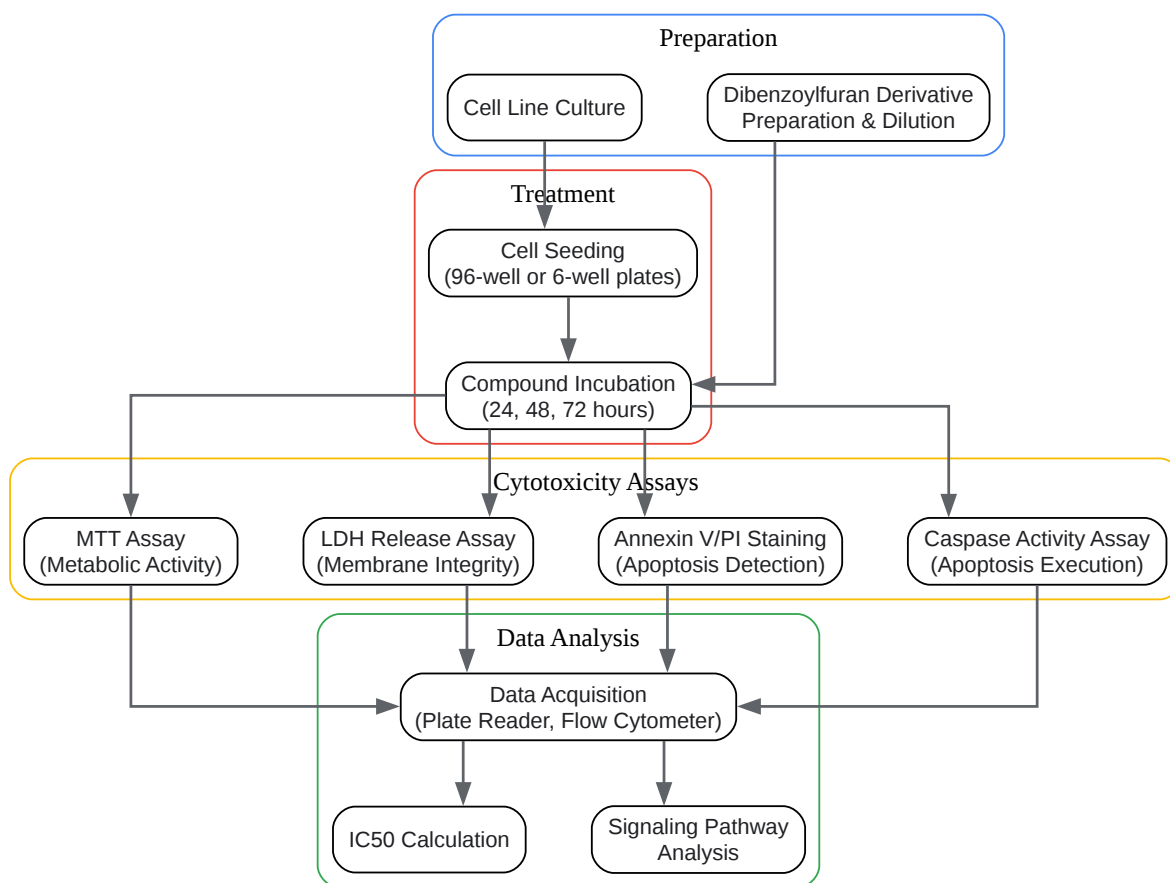 Preparation
Cell Line Culture
Dibenzoylfuran Derivative
Preparation & Dilution
Treatment
Cell Seeding
(96-well or 6-well plates)
Compound Incubation
(24, 48, 72 hours)
Cytotoxicity Assays
MTT Assay
(Metabolic Activity)
LDH Release Assay
(Membrane Integrity)
Annexin V/PI Staining
(Apoptosis Detection)
Caspase Activity Assay
(Apoptosis Execution)
Data Analysis
Data Acquisition
(Plate Reader, Flow Cytometer)
IC50 Calculation
Signaling Pathway
Analysis